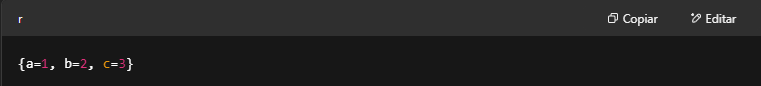 r Copiar Editar
{a=1, b=2, c=3}